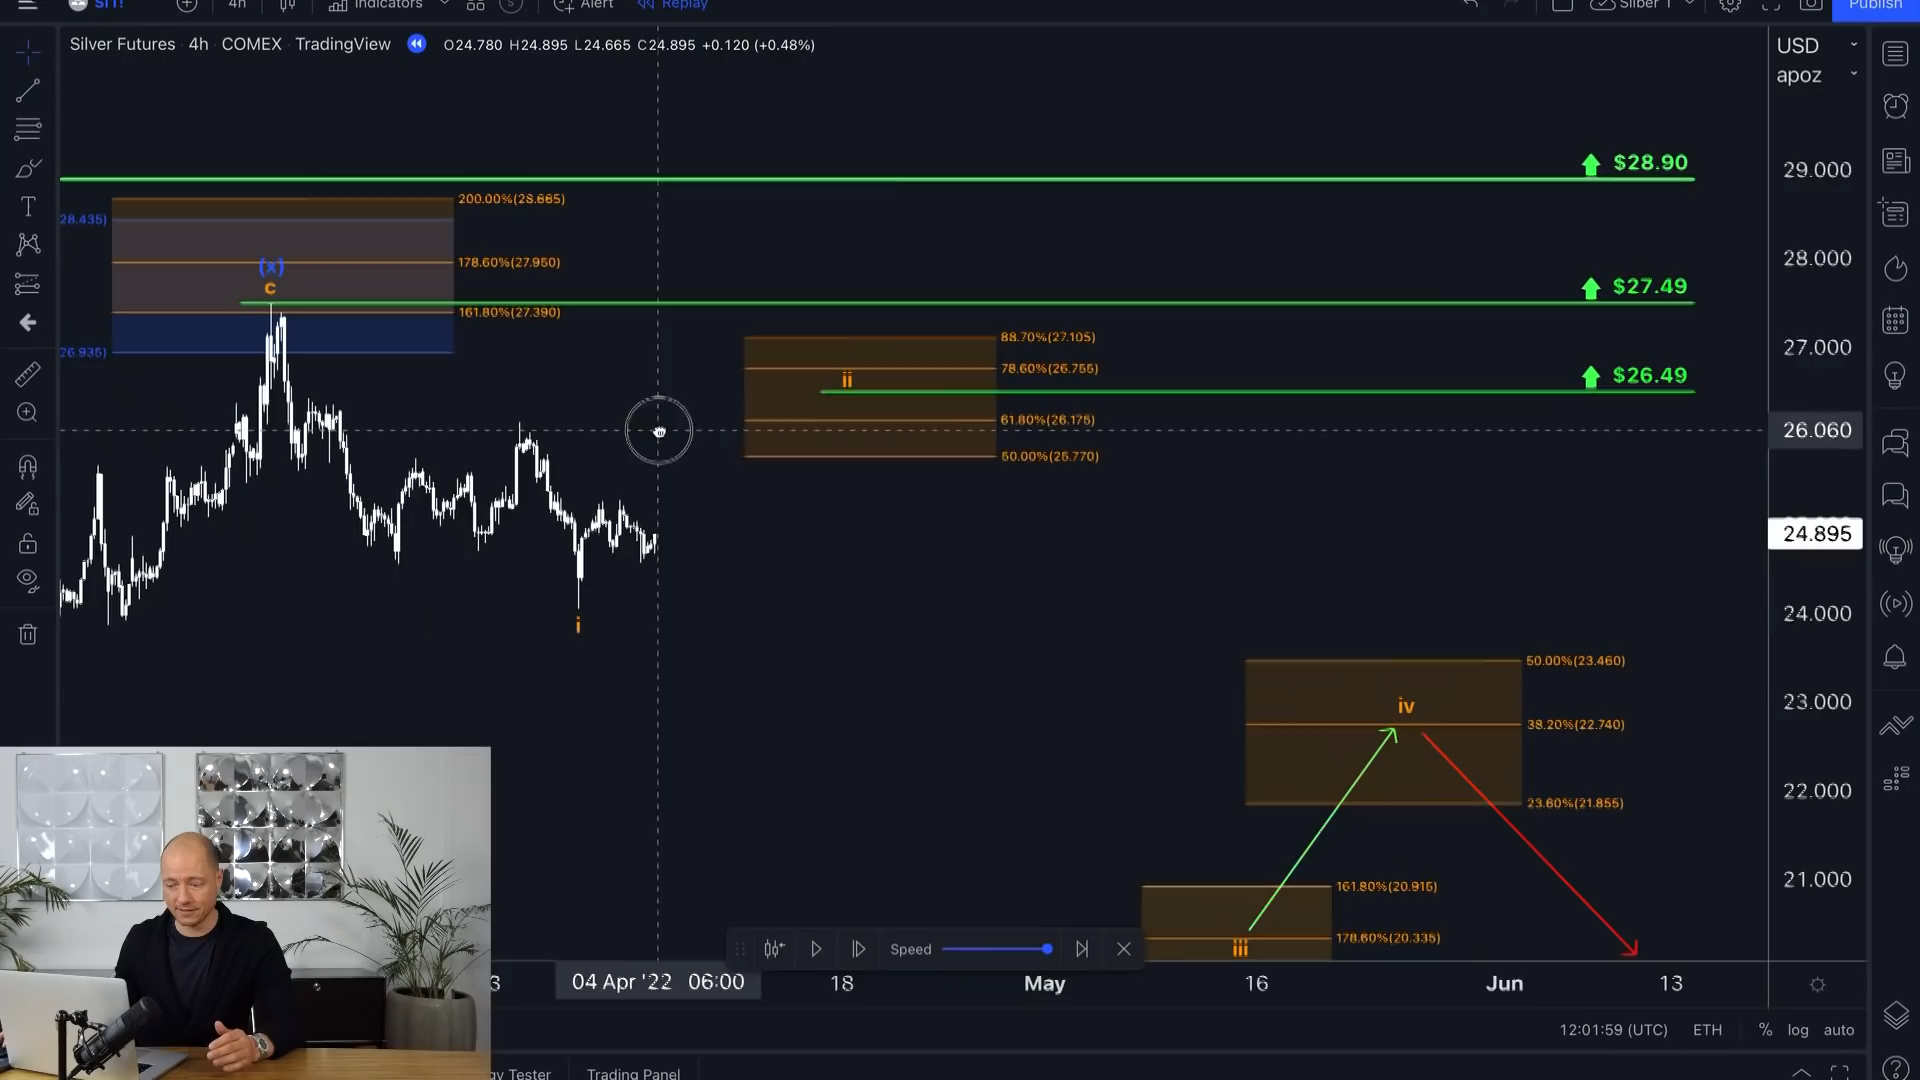 4h
Indicators
Alert
Replay
Silber 1
Publish
Silver Futures 4h COMEX TradingView O24.780 H24.895 L24.665 C24.895 +0.120 (+0.48%)
USD
apoz
$28.90
29.000
200.00%(28.665)
28.435)
(x)
178.60%(27.950)
28.000
c
$27.49
161.80%(27.390)
88.70%(27.105)
27.000
26.935)
78.60%(26.755)
ii
$26.49
61.80%(26.175)
26.060
50.00%(25.770)
24.895
24.000
i
50.00%(23.460)
iv
23.000
38.20%(22.740)
22.000
23.60%(21.855)
21.000
161.80%(20.915)
178.60%(20.335)
iii
Speed
3
04 Apr '22 06:00
18
May
16
Jun
13
12:01:59 (UTC)
ETH
%
log
auto
Tester
Trading Panel